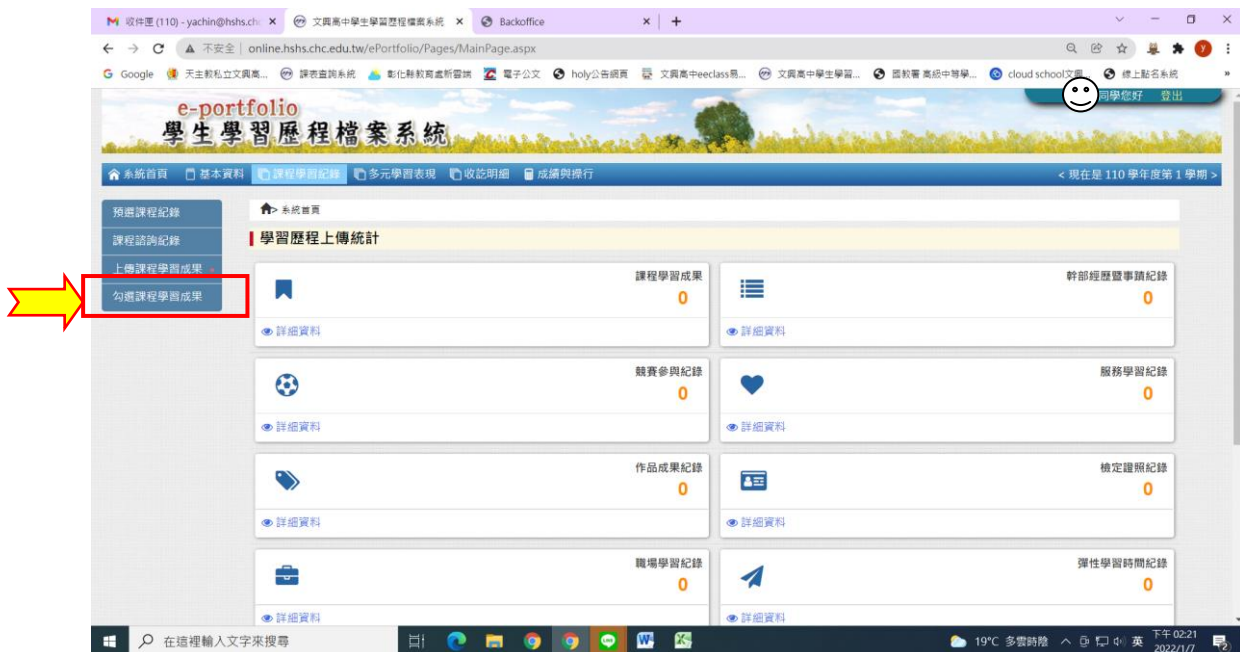 收件匣 (110) - yachin@hshs.ch
文興高中學生學習歷程檔案系統
Backoffice
不安全 | online.hshs.chc.edu.tw/ePortfolio/Pages/MainPage.aspx
Google 天主教私立文興高... 課表查詢系統 彰化縣教育處新雲端 電子公文 holy公告網頁 文興高中eeclass易... 文興高中學生學習... 國教署 高級中等學... cloud school文興... 線上點名系統 »
同學您好 登出
e-portfolio
學生學習歷程檔案系統
系統首頁 基本資料 課程學習紀錄 多元學習表現 收訖明細 成績與操行 < 現在是 110 學年度第 1 學期 >
預選課程紀錄
課程諮詢紀錄
上傳課程學習成果
勾選課程學習成果
> 系統首頁
學習歷程上傳統計
課程學習成果
0
詳細資料
幹部經歷暨事蹟紀錄
0
詳細資料
競賽參與紀錄
0
詳細資料
服務學習紀錄
0
詳細資料
作品成果紀錄
0
詳細資料
檢定證照紀錄
0
詳細資料
職場學習紀錄
0
詳細資料
彈性學習時間紀錄
0
詳細資料
在這裡輸入文字來搜尋
19°C 多雲時陰 英 下午 02:21
2022/1/7